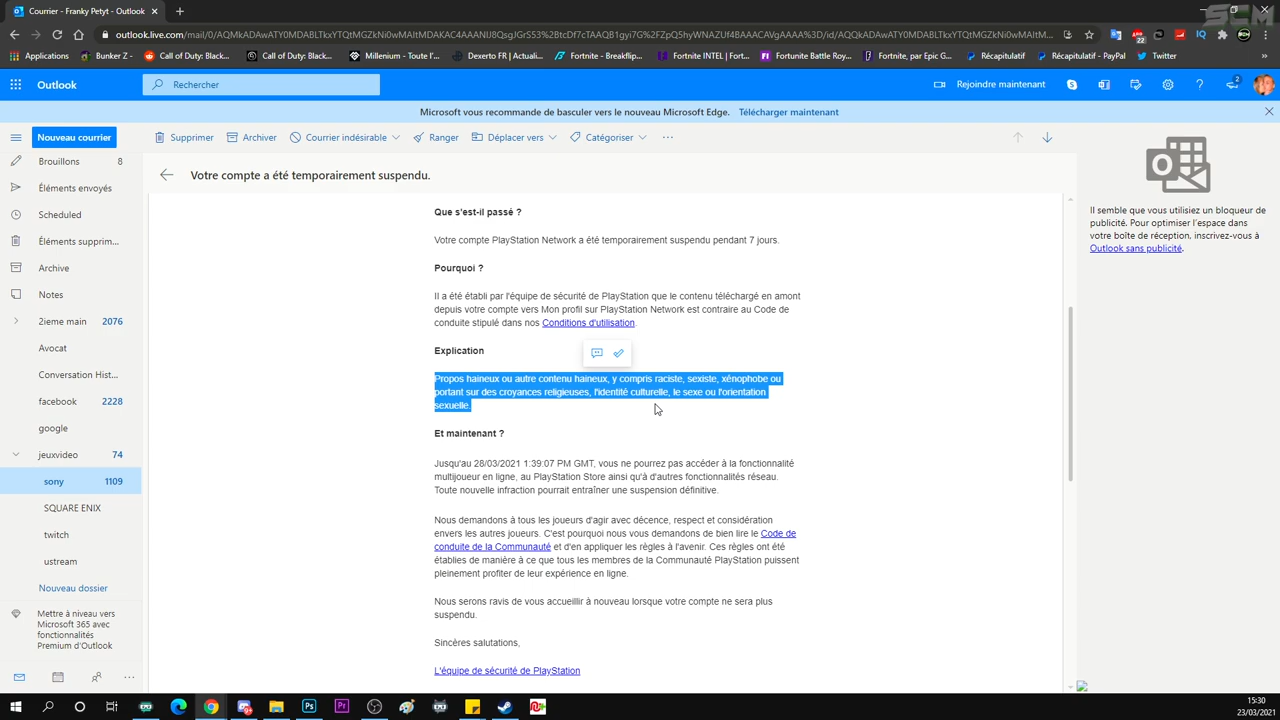 Courrier - Franky Petyt - Outlook
SCM
outlook.live.com/mail/0/
22
Applications
Bunker Z...
Call of Duty: Black...
Call of Duty: Black...
Millenium - Toute l'...
Dexerto FR | Actuali...
Fortnite - Breakflip...
Fortnite INTEL | For...
Fortnite Battle Roy...
Fortnite, par Epic G...
Récapitulatif
Récapitulatif - PayP...
Twitter
Outlook
Rechercher
Rejoindre maintenant
2
Microsoft vous recommande de basculer vers le nouveau Microsoft Edge. Télécharger maintenant
Nouveau courrier
Supprimer
Archiver
Courrier indésirable
Ranger
Déplacer vers
Catégoriser
Brouillons 8
Éléments envoyés
Scheduled
Éléments supprim...
Archive
Notes
2ieme main 2076
Avocat
Conversation Hist...
facebook 2228
google
jeuxvideo 74
sony 1109
SQUARE ENIX
twitch
ustream
Nouveau dossier
Mettre à niveau vers
Microsoft 365 avec
fonctionnalités
Premium d'Outlook
Votre compte a été temporairement suspendu.
Que s'est-il passé ?
Votre compte PlayStation Network a été temporairement suspendu pendant 7 jours.
Pourquoi ?
Il a été établi par l'équipe de sécurité de PlayStation que le contenu téléchargé en amont
depuis votre compte vers Mon profil sur PlayStation Network est contraire au Code de
conduite stipulé dans nos Conditions d'utilisation.
Explication
Propos haineux ou autre contenu haineux, y compris raciste, sexiste, xénophobe ou
portant sur des croyances religieuses, l'identité culturelle, le sexe ou l'orientation
sexuelle.
Et maintenant ?
Jusqu'au 28/03/2021 1:39:07 PM GMT, vous ne pourrez pas accéder à la fonctionnalité
multijoueur en ligne, au PlayStation Store ainsi qu'à d'autres fonctionnalités réseau.
Toute nouvelle infraction pourrait entraîner une suspension définitive.
Nous demandons à tous les joueurs d'agir avec décence, respect et considération
envers les autres joueurs. C'est pourquoi nous vous demandons de bien lire le Code de
conduite de la Communauté et d'en appliquer les règles à l'avenir. Ces règles ont été
établies de manière à ce que tous les membres de la Communauté PlayStation puissent
pleinement profiter de leur expérience en ligne.
Nous serons ravis de vous accueillir à nouveau lorsque votre compte ne sera plus
suspendu.
Sincères salutations,
L'équipe de sécurité de PlayStation
Il semble que vous utilisiez un bloqueur de
publicité. Pour optimiser l'espace dans
votre boîte de réception, inscrivez-vous à
Outlook sans publicité.
15:30
23/03/2021